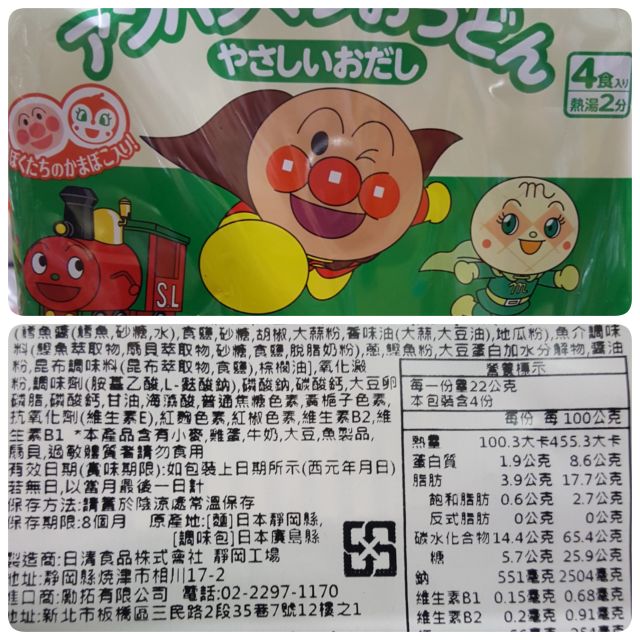 アンパンマンおうどん
やさしいおだし
4食入り
熱湯2分
ぼくたちのかまぼこ入り!
m
SL
m
(鱈魚漿(鱈魚,砂糖,水),食鹽,砂糖,胡椒,大蒜粉,香味油(大蒜,大豆油),地瓜粉),魚介調味
料(鰹魚萃取物,扇貝萃取物,砂糖,食鹽,脫脂奶粉),蔥,鰹魚粉,大豆蛋白加水分解物,醬油
粉,昆布調味料(昆布萃取物,食鹽),棕櫚油],氧化澱
粉,調味劑(胺基乙酸,L-麩酸鈉),磷酸鈉,碳酸鈣,大豆卵
磷脂,磷酸鈣,甘油,海藻酸,普通焦糖色素,黃梔子色素,
抗氧化劑(維生素E),紅麴色素,紅椒色素,維生素B2,維
生素B1 *本產品含有小麥,雞蛋,牛奶,大豆,魚製品,
扇貝,過敏體質者請勿食用
有效日期(賞味期限):如包裝上日期所示(西元年月日)
若無日,以當月最後一日計
保存方法:請置於陰涼處常溫保存
保存期限:8個月 原產地:[麵]日本靜岡縣,
[調味包]日本廣島縣
製造商:日清食品株式會社 靜岡工場
地址:靜岡縣燒津市相川17-2
進口商:勵拓有限公司 電話:02-2297-1170
地址:新北市板橋區三民路2段35巷7號12樓之1
營養標示
每一份量22公克
本包裝含4份
每份 每100公克
熱量 100.3大卡 455.3大卡
蛋白質 1.9公克 8.6公克
脂肪 3.9公克 17.7公克
飽和脂肪 0.6公克 2.7公克
反式脂肪 0公克 0公克
碳水化合物 14.4公克 65.4公克
糖 5.7公克 25.9公克
鈉 551毫克 2504毫克
維生素B1 0.15毫克 0.68毫克
維生素B2 0.2毫克 0.91毫克